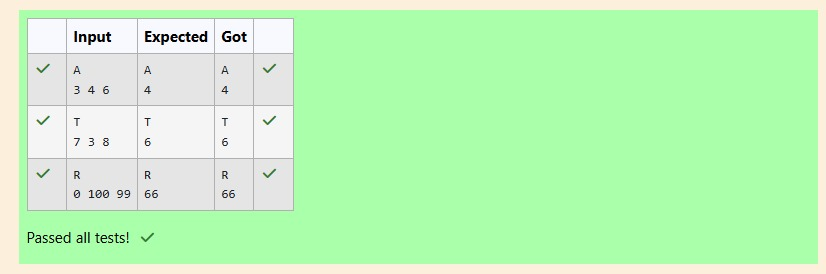 Input Expected Got
A A A
3 4 6 4 4
T T T
7 3 8 6 6
R R R
0 100 99 66 66
Passed all tests!